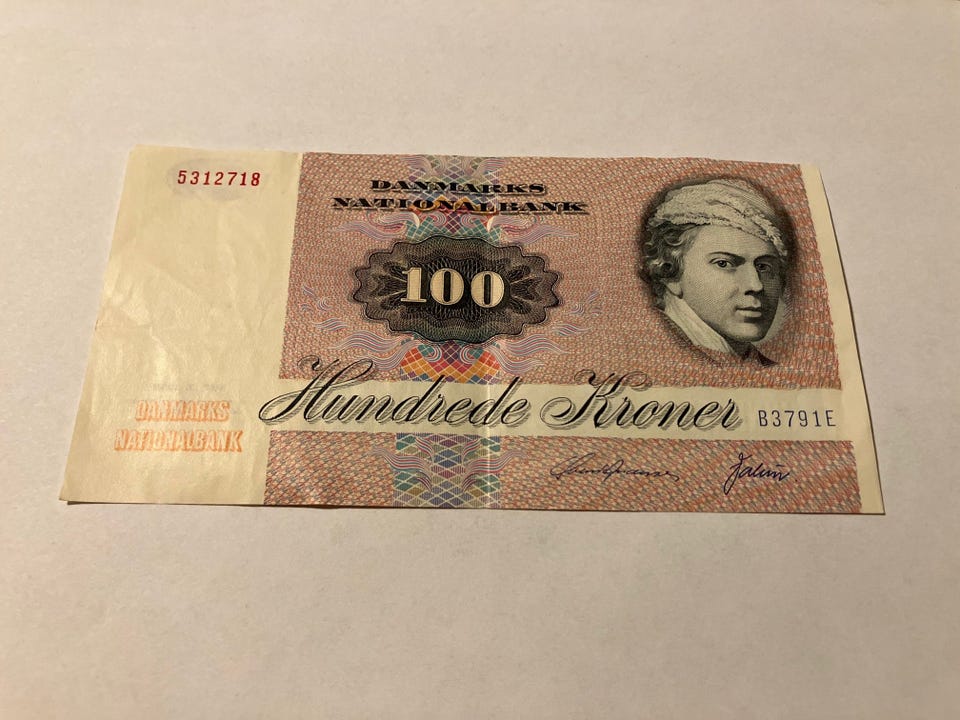 5312718
DANMARKS
NATIONALBANK
100
Hundrede Kroner
B3791E
DANMARKS
NATIONALBANK